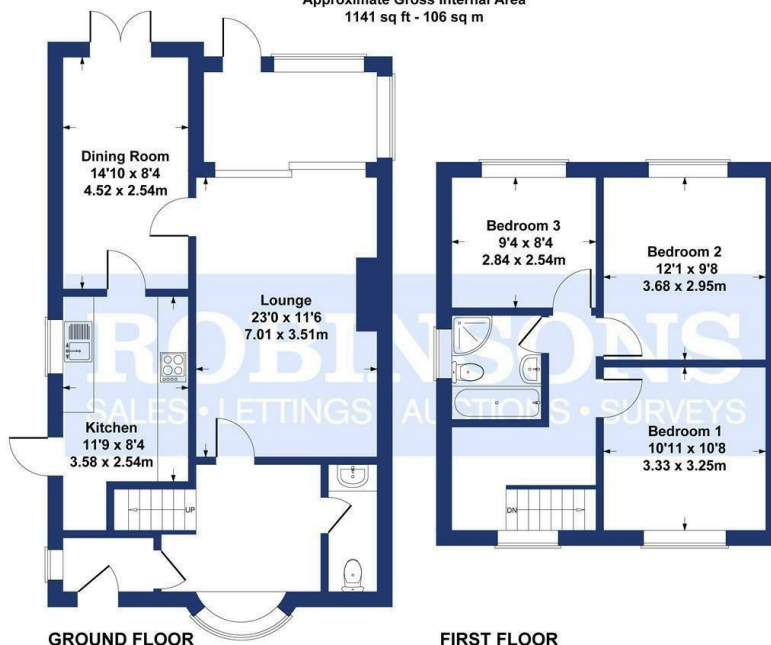 Approximate Gross Internal Area
1141 sq ft - 106 sq m
Dining Room
14'10 x 8'4
4.52 x 2.54m
Lounge
23'0 x 11'6
7.01 x 3.51m
Kitchen
11'9 x 8'4
3.58 x 2.54m
UP
Bedroom 3
9'4 x 8'4
2.84 x 2.54m
Bedroom 2
12'1 x 9'8
3.68 x 2.95m
Bedroom 1
10'11 x 10'8
3.33 x 3.25m
DN
ROBINSONS
SALES • LETTINGS • AUCTIONS • SURVEYS
GROUND FLOOR
FIRST FLOOR